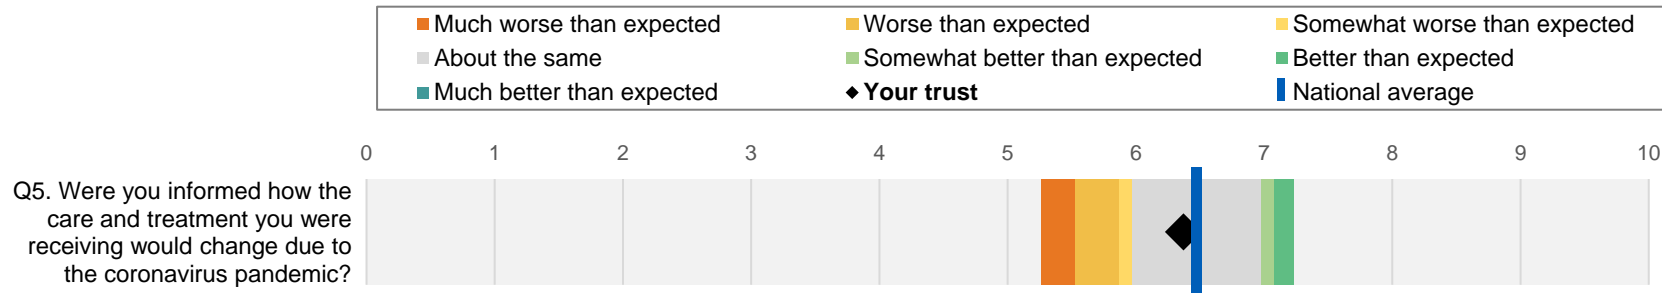 Much worse than expected Worse than expected Somewhat worse than expected
About the same Somewhat better than expected Better than expected
Much better than expected Your trust National average
0 1 2 3 4 5 6 7 8 9 10
Q5. Were you informed how the
care and treatment you were
receiving would change due to
the coronavirus pandemic?